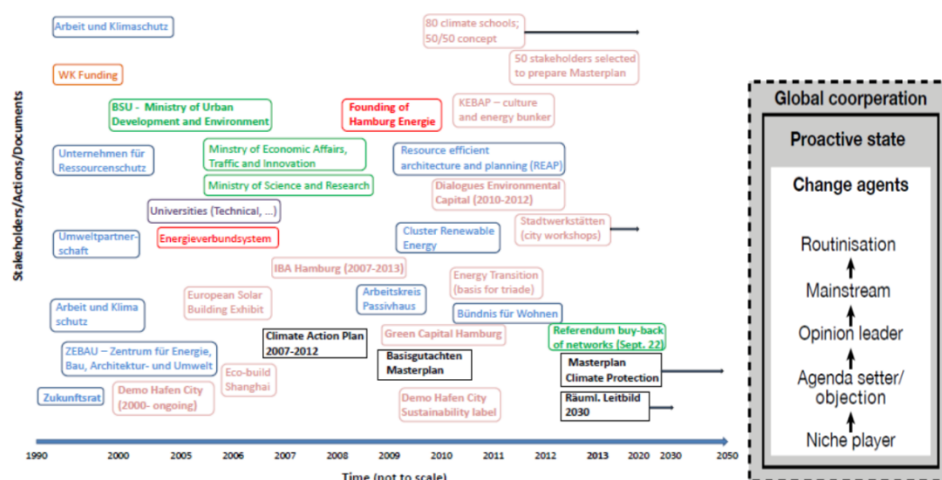 Stakeholders/Actions/Documents
Arbeit und Klimaschutz
80 climate schools;
50/50 concept
50 stakeholders selected
to prepare Masterplan
WK Funding
BSU - Ministry of Urban
Development and Environment
Founding of
Hamburg Energie
KEBAP – culture
and energy bunker
Unternehmen für
Ressourcenschutz
Minstry of Economic Affairs,
Traffic and Innovation
Resource efficient
architecture and planning (REAP)
Ministry of Science and Research
Dialogues Environmental
Capital (2010-2012)
Universities (Technical, ...)
Stadtwerkstätten
(city workshops)
Umweltpartner-
schaft
Energieverbundsystem
Cluster Renewable
Energy
IBA Hamburg (2007-2013)
Energy Transition
(basis for triade)
European Solar
Building Exhibit
Arbeitskreis
Passivhaus
Arbeit und Klima
schutz
Bündnis für Wohnen
Climate Action Plan
2007-2012
Green Capital Hamburg
Referendum buy-back
of networks (Sept. 22)
ZEBAU – Zentrum für Energie,
Bau, Architektur- und Umwelt
Basisgutachten
Masterplan
Masterplan
Climate Protection
Eco-build
Shanghai
Zukunftsrat
Demo Hafen City
(2000- ongoing)
Demo Hafen City
Sustainability label
Räuml. Leitbild
2030
1990 2000 2005 2006 2007 2008 2009 2010 2012 2013 2020 2030 2050
Time (not to scale)
Global coorperation
Proactive state
Change agents
Routinisation
Mainstream
Opinion leader
Agenda setter/
objection
Niche player